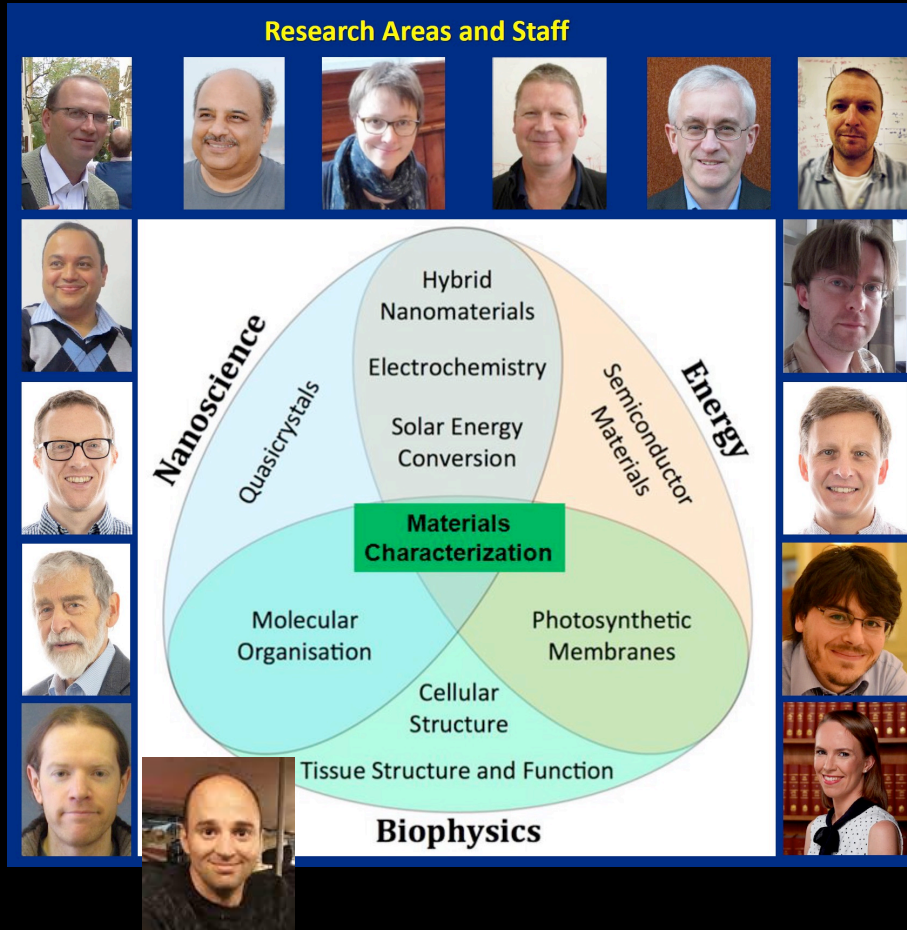 Research Areas and Staff
Nanoscience
Energy
Hybrid
Nanomaterials
Electrochemistry
Solar Energy
Conversion
Quasicrystals
Semiconductor
Materials
Materials
Characterization
Molecular
Organisation
Photosynthetic
Membranes
Cellular
Structure
Tissue Structure and Function
Biophysics